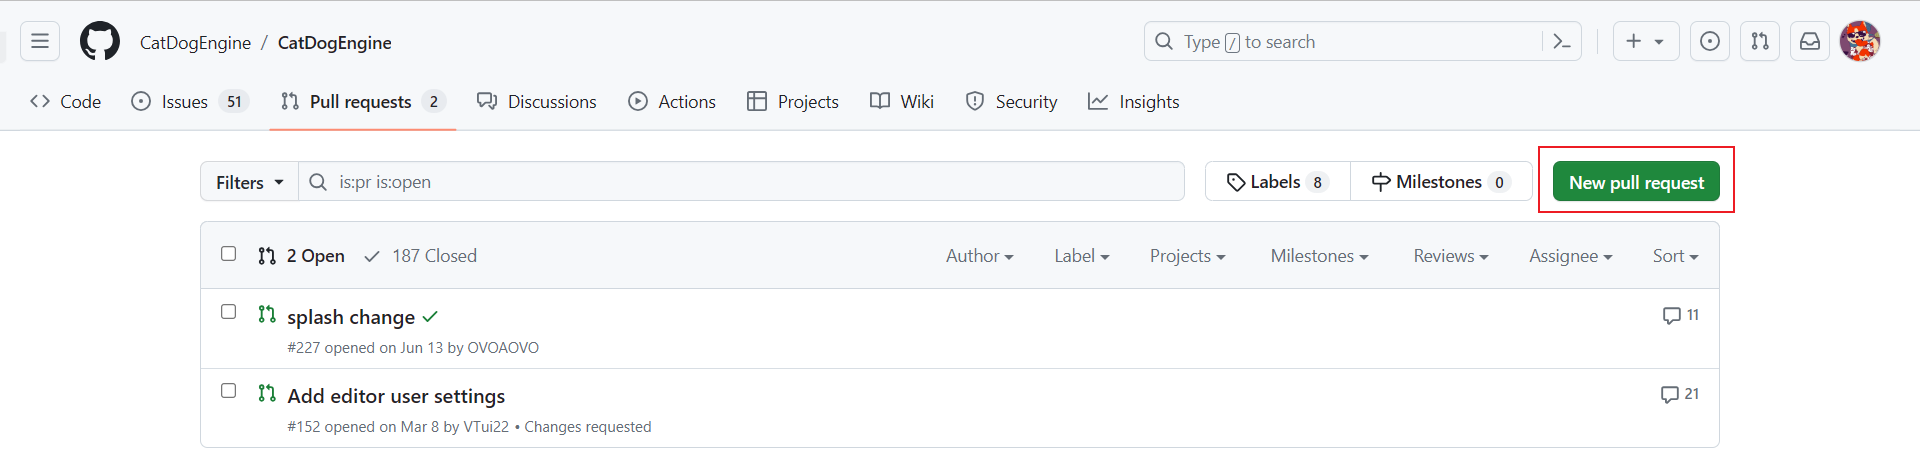 CatDogEngine / CatDogEngine Type / to search
Code Issues 51 Pull requests 2 Discussions Actions Projects Wiki Security Insights
Filters is:pr is:open Labels 8 Milestones 0 New pull request
2 Open 187 Closed Author Label Projects Milestones Reviews Assignee Sort
splash change 11
#227 opened on Jun 13 by OVOAOVO
Add editor user settings 21
#152 opened on Mar 8 by VTui22 • Changes requested